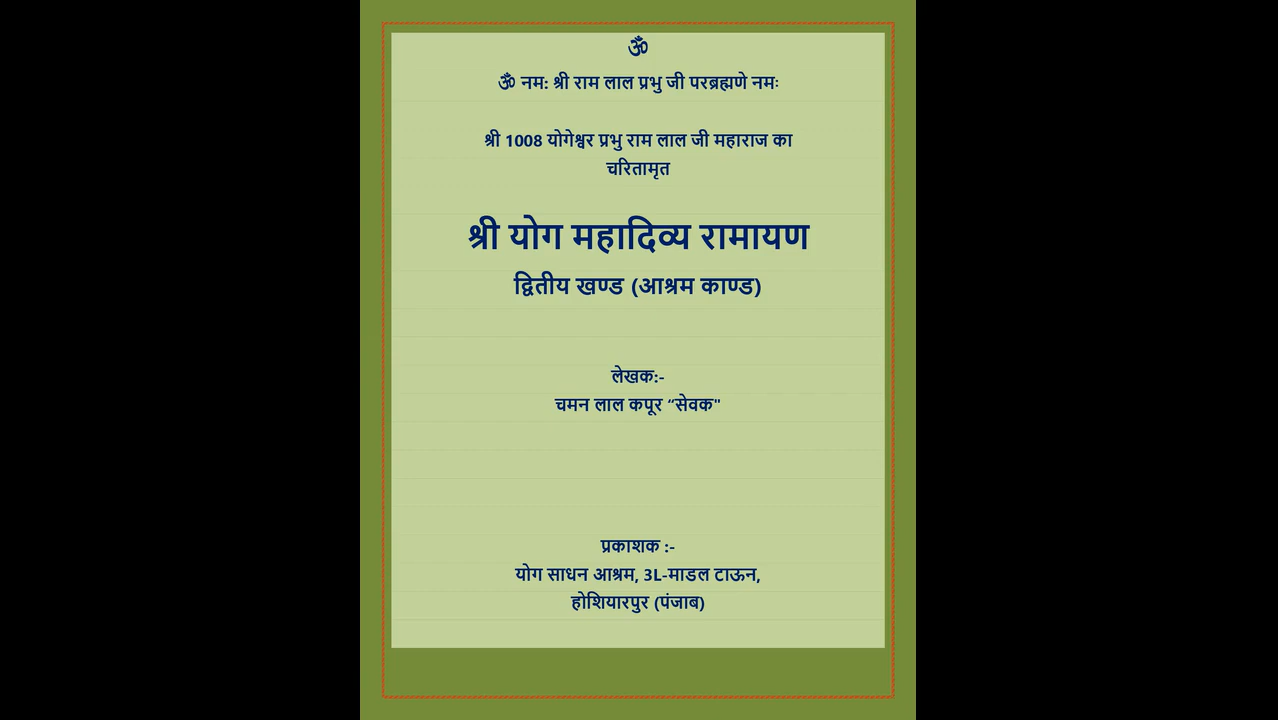 ॐ
ॐ नम: श्री राम लाल प्रभु जी परब्रह्मणे नमः
श्री 1008 योगेश्वर प्रभु राम लाल जी महाराज का
चरितामृत
श्री योग महादिव्य रामायण
द्वितीय खण्ड (आश्रम काण्ड)
लेखक:-
चमन लाल कपूर “सेवक"
प्रकाशक :-
योग साधन आश्रम, 3L-माडल टाऊन,
होशियारपुर (पंजाब)